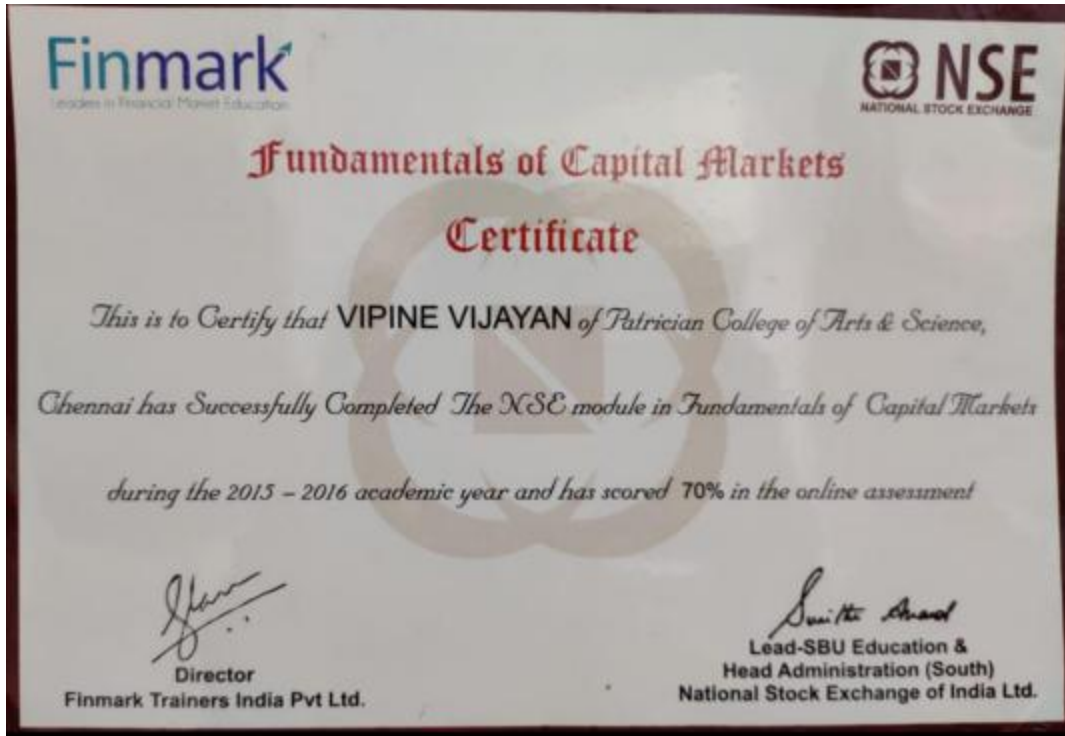 Finmark
Leaders in Financial Market Education
NSE
NATIONAL STOCK EXCHANGE
Fundamentals of Capital Markets
Certificate
This is to Certify that VIPINE VIJAYAN of Patrician College of Arts & Science,
Chennai has Successfully Completed The NSE module in Fundamentals of Capital Markets
during the 2015 – 2016 academic year and has scored 70% in the online assessment
Sunitha Anand
Director
Finmark Trainers India Pvt Ltd.
Lead-SBU Education &
Head Administration (South)
National Stock Exchange of India Ltd.